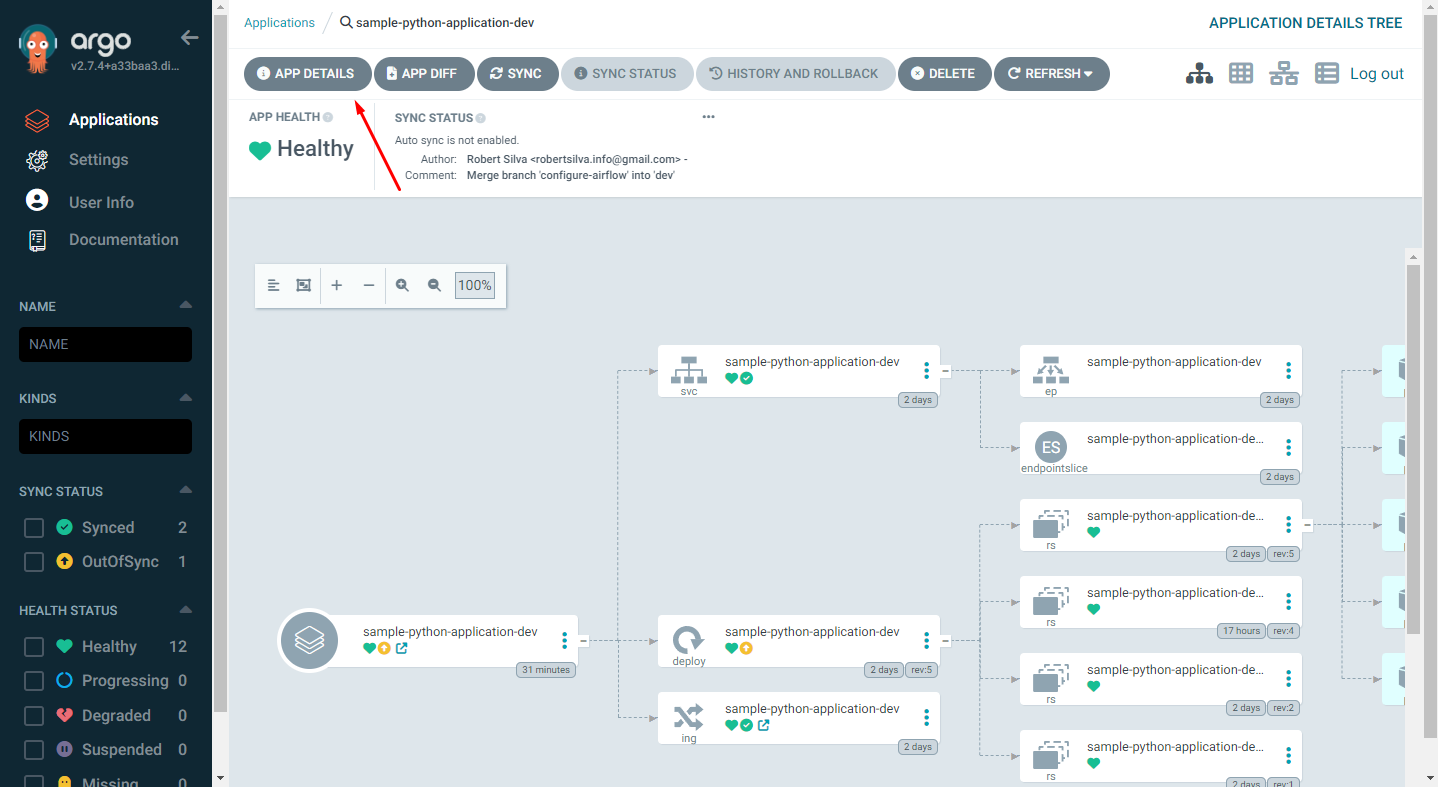 argo
v2.7.4+a33baa3.di...
Applications
Settings
User Info
Documentation
NAME
NAME
KINDS
KINDS
SYNC STATUS
Synced 2
OutOfSync 1
HEALTH STATUS
Healthy 12
Progressing 0
Degraded 0
Suspended 0
Missing 0
Applications / sample-python-application-dev
APPLICATION DETAILS TREE
APP DETAILS APP DIFF SYNC SYNC STATUS HISTORY AND ROLLBACK DELETE REFRESH Log out
APP HEALTH
Healthy
SYNC STATUS
Auto sync is not enabled.
Author: Robert Silva <robertsilva.info@gmail.com> -
Comment: Merge branch 'configure-airflow' into 'dev'
100%
sample-python-application-dev
31 minutes
svc
sample-python-application-dev
2 days
deploy
sample-python-application-dev
2 days rev:5
ing
sample-python-application-dev
2 days
ep
sample-python-application-dev
2 days
ES
endpointslice
sample-python-application-de...
2 days
rs
sample-python-application-de...
2 days rev:5
rs
sample-python-application-de...
17 hours rev:4
rs
sample-python-application-de...
2 days rev:2
rs
sample-python-application-de...
2 days rev:1